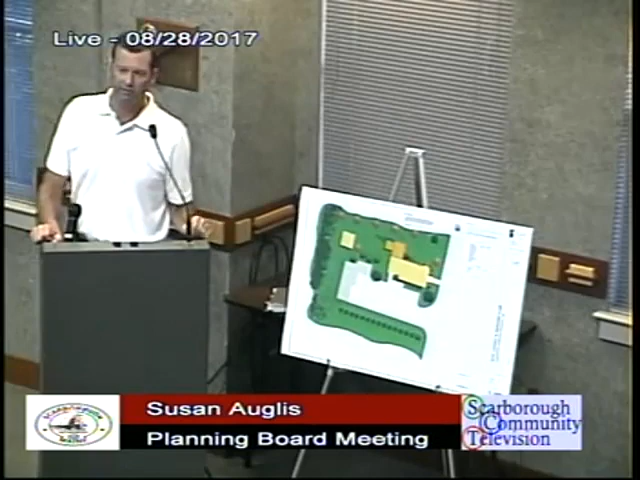 Live - 08/28/2017
Susan Auglis
Planning Board Meeting
Scarborough
Community
Television